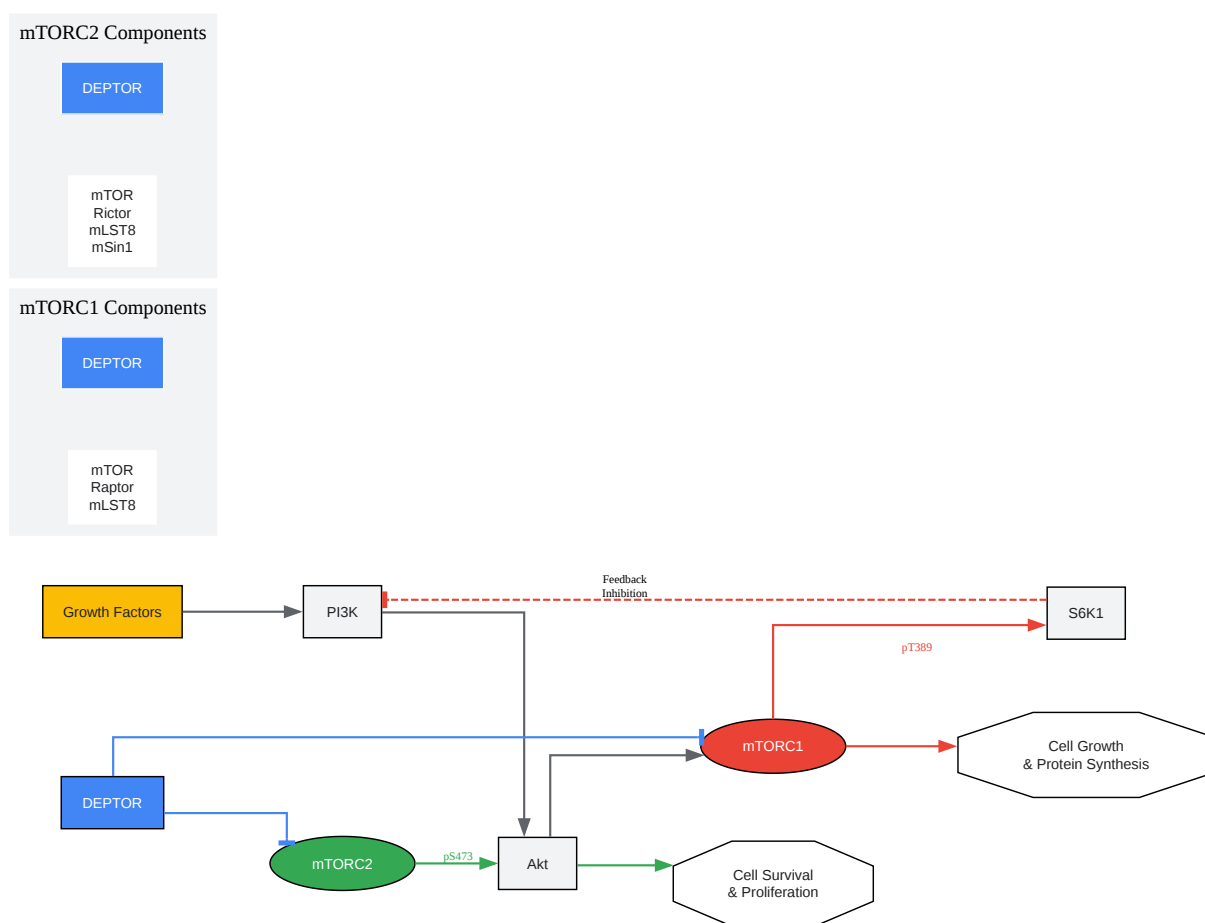 mTORC2 Components
DEPTOR
mTOR
Rictor
mLST8
mSin1
mTORC1 Components
DEPTOR
mTOR
Raptor
mLST8
Feedback
Inhibition
Growth Factors
PI3K
S6K1
pT389
mTORC1
Cell Growth
& Protein Synthesis
DEPTOR
mTORC2
pS473
Akt
Cell Survival
& Proliferation